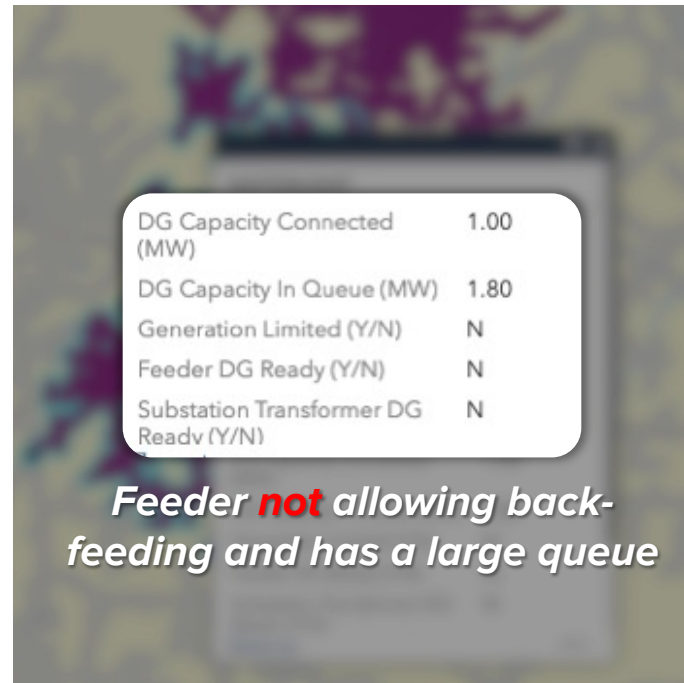 DG Capacity Connected 1.00
(MW)
DG Capacity In Queue (MW) 1.80
Generation Limited (Y/N) N
Feeder DG Ready (Y/N) N
Substation Transformer DG N
Ready (Y/N)
Feeder not allowing back-
feeding and has a large queue